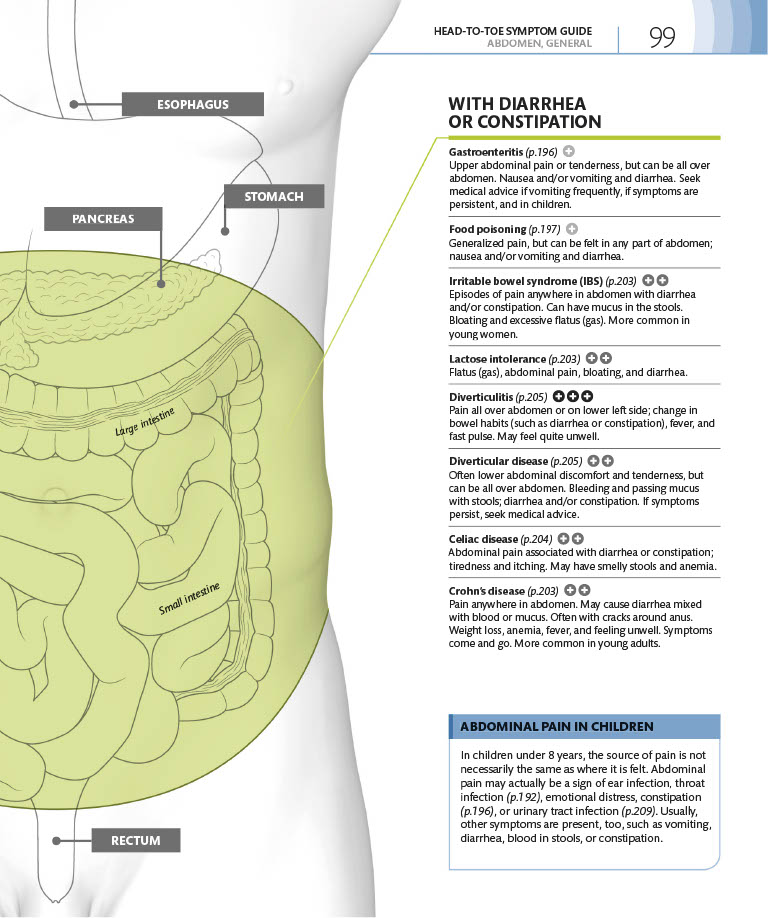 HEAD-TO-TOE SYMPTOM GUIDE
ABDOMEN, GENERAL
99
ESOPHAGUS
STOMACH
PANCREAS
Large intestine
Small intestine
RECTUM
WITH DIARRHEA
OR CONSTIPATION
Gastroenteritis (p.196)
Upper abdominal pain or tenderness, but can be all over
abdomen. Nausea and/or vomiting and diarrhea. Seek
medical advice if vomiting frequently, if symptoms are
persistent, and in children.
Food poisoning (p.197)
Generalized pain, but can be felt in any part of abdomen;
nausea and/or vomiting and diarrhea.
Irritable bowel syndrome (IBS) (p.203)
Episodes of pain anywhere in abdomen with diarrhea
and/or constipation. Can have mucus in the stools.
Bloating and excessive flatus (gas). More common in
young women.
Lactose intolerance (p.203)
Flatus (gas), abdominal pain, bloating, and diarrhea.
Diverticulitis (p.205)
Pain all over abdomen or on lower left side; change in
bowel habits (such as diarrhea or constipation), fever, and
fast pulse. May feel quite unwell.
Diverticular disease (p.205)
Often lower abdominal discomfort and tenderness, but
can be all over abdomen. Bleeding and passing mucus
with stools; diarrhea and/or constipation. If symptoms
persist, seek medical advice.
Celiac disease (p.204)
Abdominal pain associated with diarrhea or constipation;
tiredness and itching. May have smelly stools and anemia.
Crohn's disease (p.203)
Pain anywhere in abdomen. May cause diarrhea mixed
with blood or mucus. Often with cracks around anus.
Weight loss, anemia, fever, and feeling unwell. Symptoms
come and go. More common in young adults.
ABDOMINAL PAIN IN CHILDREN
In children under 8 years, the source of pain is not
necessarily the same as where it is felt. Abdominal
pain may actually be a sign of ear infection, throat
infection (p.192), emotional distress, constipation
(p.196), or urinary tract infection (p.209). Usually,
other symptoms are present, too, such as vomiting,
diarrhea, blood in stools, or constipation.